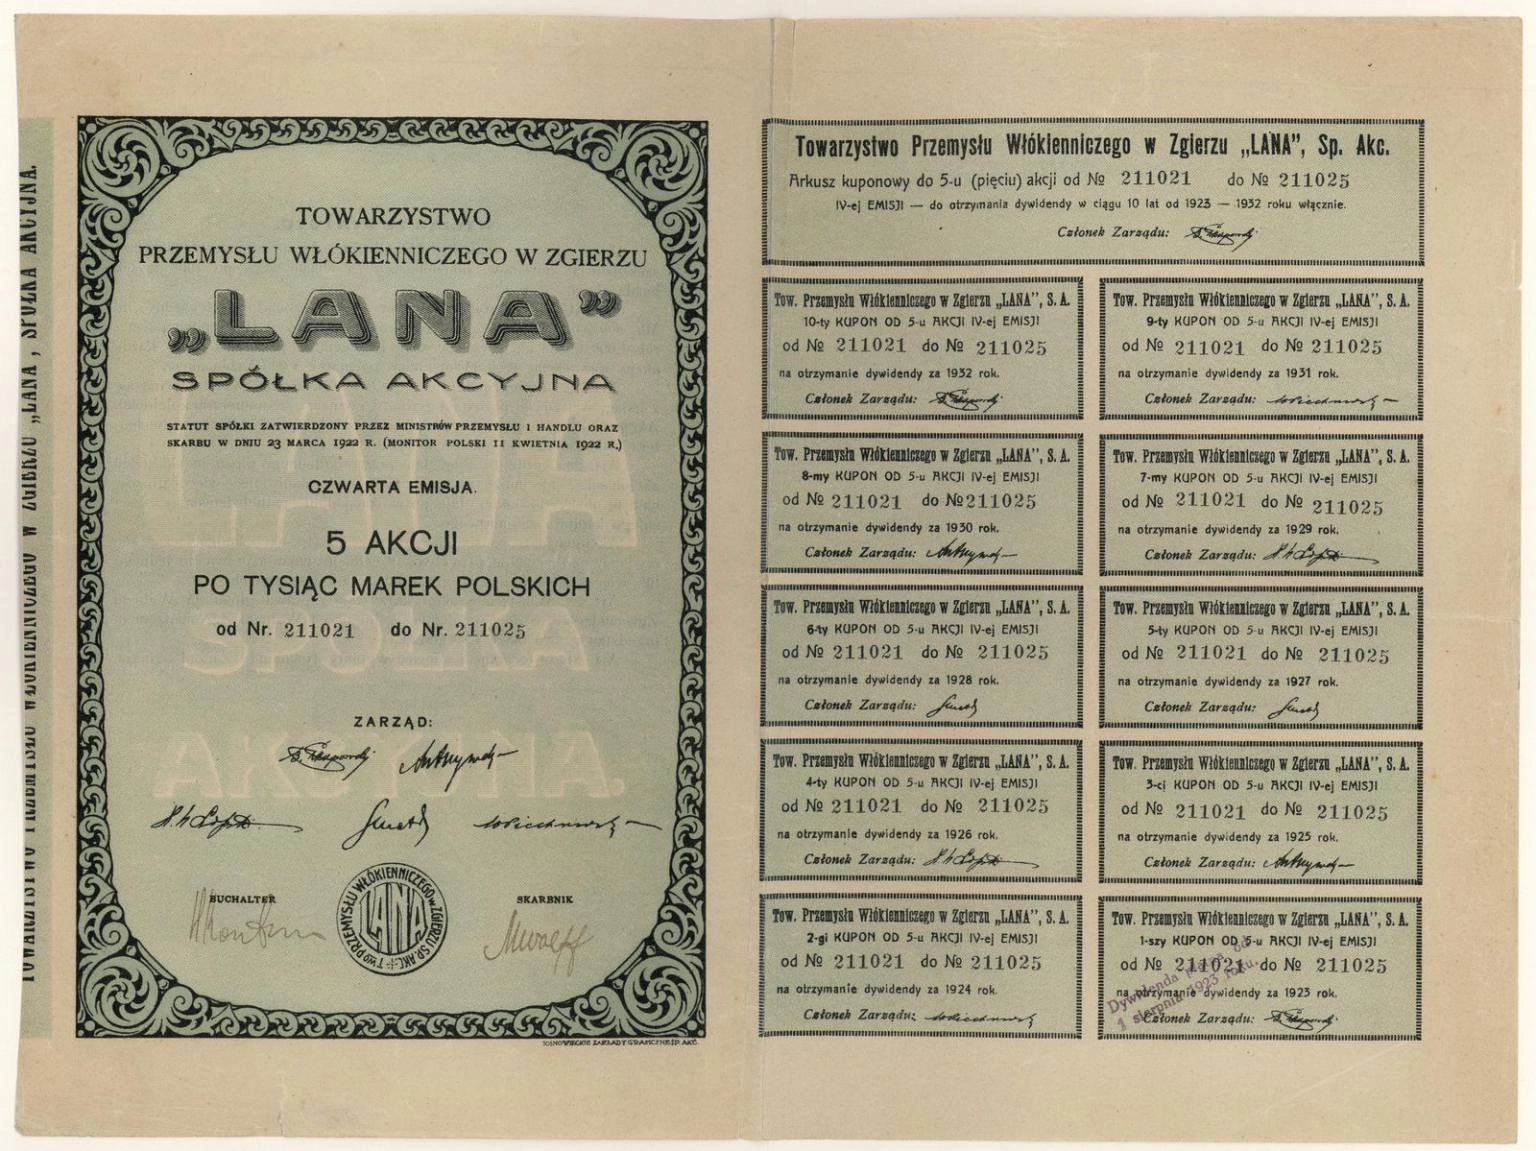 TOWARZYSTWO PRZEMYSŁU WŁÓKIENNICZEGO W ZGIERZU „LANA, SPÓŁKA AKCYJNA.
TOWARZYSTWO
PRZEMYSŁU WŁÓKIENNICZEGO W ZGIERZU
„LANA”
SPÓŁKA AKCYJNA
STATUT SPÓŁKI ZATWIERDZONY PRZEZ MINISTRÓW PRZEMYSŁU I HANDLU ORAZ
SKARBU W DNIU 23 MARCA 1922 R. (MONITOR POLSKI 11 KWIETNIA 1922 R.)
CZWARTA EMISJA.
5 AKCJI
PO TYSIĄC MAREK POLSKICH
od Nr. 211021 do Nr. 211025
ZARZĄD:
BUCHALTER
SKARBNIK
TWO PRZEMYSŁU WŁÓKIENNICZEGO W ZGIERZU SP. AKC.
LANA
SOSNOWIECKIE ZAKŁADY GRAFICZNE SP. AKC.
LANA
SPÓŁKA
AKCYJNA
Towarzystwo Przemysłu Włókienniczego w Zgierzu „LANA”, Sp. Akc.
Arkusz kuponowy do 5-u (pięciu) akcji od № 211021 do № 211025
IV-ej EMISJI — do otrzymania dywidendy w ciągu 10 lat od 1923 — 1932 roku włącznie.
Członek Zarządu:
Tow. Przemysłu Włókienniczego w Zgierzu „LANA”, S. A.
10-ty KUPON OD 5-u AKCJI IV-ej EMISJI
od № 211021 do № 211025
na otrzymanie dywidendy za 1932 rok.
Członek Zarządu:
Tow. Przemysłu Włókienniczego w Zgierzu „LANA”, S. A.
9-ty KUPON OD 5-u AKCJI IV-ej EMISJI
od № 211021 do № 211025
na otrzymanie dywidendy za 1931 rok.
Członek Zarządu:
Tow. Przemysłu Włókienniczego w Zgierzu „LANA”, S. A.
8-my KUPON OD 5-u AKCJI IV-ej EMISJI
od № 211021 do № 211025
na otrzymanie dywidendy za 1930 rok.
Członek Zarządu:
Tow. Przemysłu Włókienniczego w Zgierzu „LANA”, S. A.
7-my KUPON OD 5-u AKCJI IV-ej EMISJI
od № 211021 do № 211025
na otrzymanie dywidendy za 1929 rok.
Członek Zarządu:
Tow. Przemysłu Włókienniczego w Zgierzu „LANA”, S. A.
6-ty KUPON OD 5-u AKCJI IV-ej EMISJI
od № 211021 do № 211025
na otrzymanie dywidendy za 1928 rok.
Członek Zarządu:
Tow. Przemysłu Włókienniczego w Zgierzu „LANA”, S. A.
5-ty KUPON OD 5-u AKCJI IV-ej EMISJI
od № 211021 do № 211025
na otrzymanie dywidendy za 1927 rok.
Członek Zarządu:
Tow. Przemysłu Włókienniczego w Zgierzu „LANA”, S. A.
4-ty KUPON OD 5-u AKCJI IV-ej EMISJI
od № 211021 do № 211025
na otrzymanie dywidendy za 1926 rok.
Członek Zarządu:
Tow. Przemysłu Włókienniczego w Zgierzu „LANA”, S. A.
3-ci KUPON OD 5-u AKCJI IV-ej EMISJI
od № 211021 do № 211025
na otrzymanie dywidendy za 1925 rok.
Członek Zarządu:
Tow. Przemysłu Włókienniczego w Zgierzu „LANA”, S. A.
2-gi KUPON OD 5-u AKCJI IV-ej EMISJI
od № 211021 do № 211025
na otrzymanie dywidendy za 1924 rok.
Członek Zarządu:
Tow. Przemysłu Włókienniczego w Zgierzu „LANA”, S. A.
1-szy KUPON OD 5-u AKCJI IV-ej EMISJI
od № 211021 do № 211025
na otrzymanie dywidendy za 1923 rok.
Członek Zarządu:
Dywidenda płatna od
1 sierpnia 1923 roku.